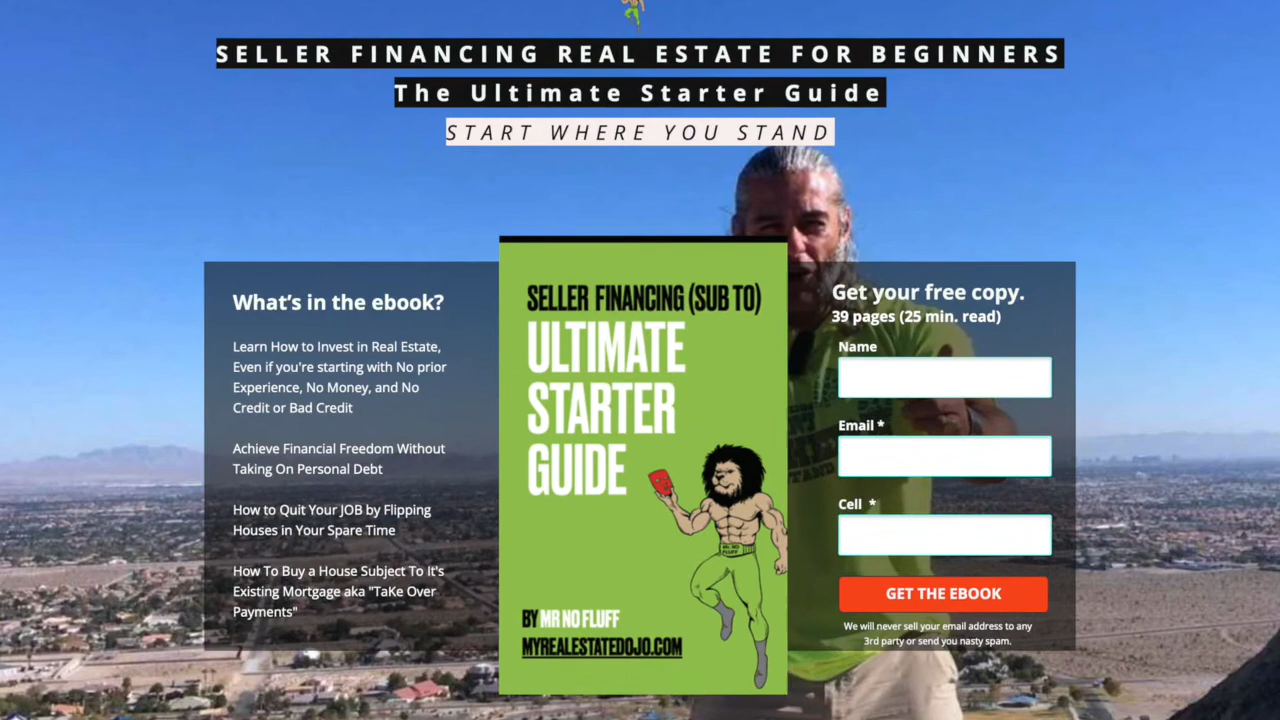 SELLER FINANCING REAL ESTATE FOR BEGINNERS
The Ultimate Starter Guide
START WHERE YOU STAND
What's in the ebook?
Learn How to Invest in Real Estate,
Even if you're starting with No prior
Experience, No Money, and No
Credit or Bad Credit
Achieve Financial Freedom Without
Taking On Personal Debt
How to Quit Your JOB by Flipping
Houses in Your Spare Time
How To Buy a House Subject To It's
Existing Mortgage aka "TaKe Over
Payments"
SELLER FINANCING (SUB TO)
ULTIMATE
STARTER
GUIDE
MR. NO
FLUFF
BY MR NO FLUFF
MYREALESTATEDOJO.COM
Get your free copy.
39 pages (25 min. read)
Name
Email *
Cell *
GET THE EBOOK
We will never sell your email address to any
3rd party or send you nasty spam.